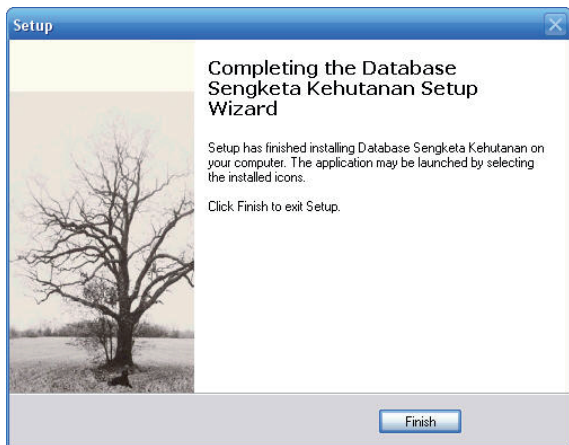 Setup
Completing the Database
Sengketa Kehutanan Setup
Wizard
Setup has finished installing Database Sengketa Kehutanan on
your computer. The application may be launched by selecting
the installed icons.
Click Finish to exit Setup.
Finish